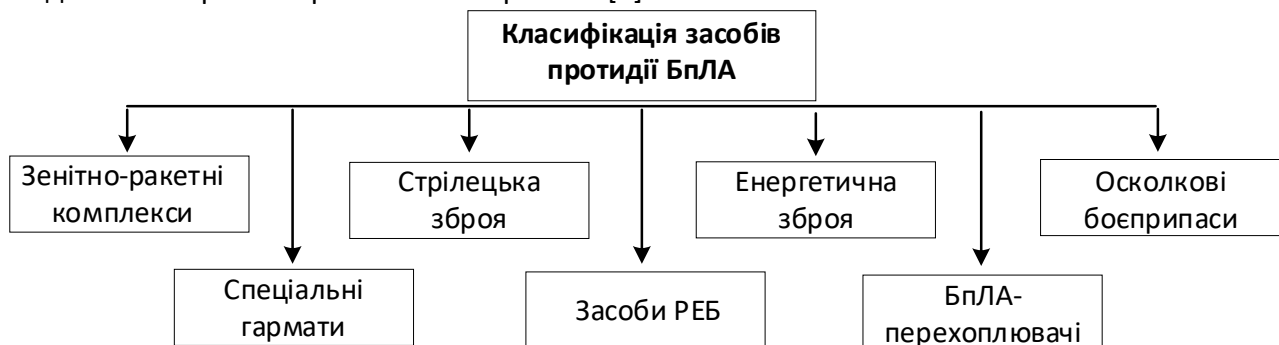 Класифікація засобів
протидії БпЛА
Зенітно-ракетні
комплекси
Стрілецька
зброя
Енергетична
зброя
Осколкові
боєприпаси
Спеціальні
гармати
Засоби РЕБ
БпЛА-
перехоплювачі